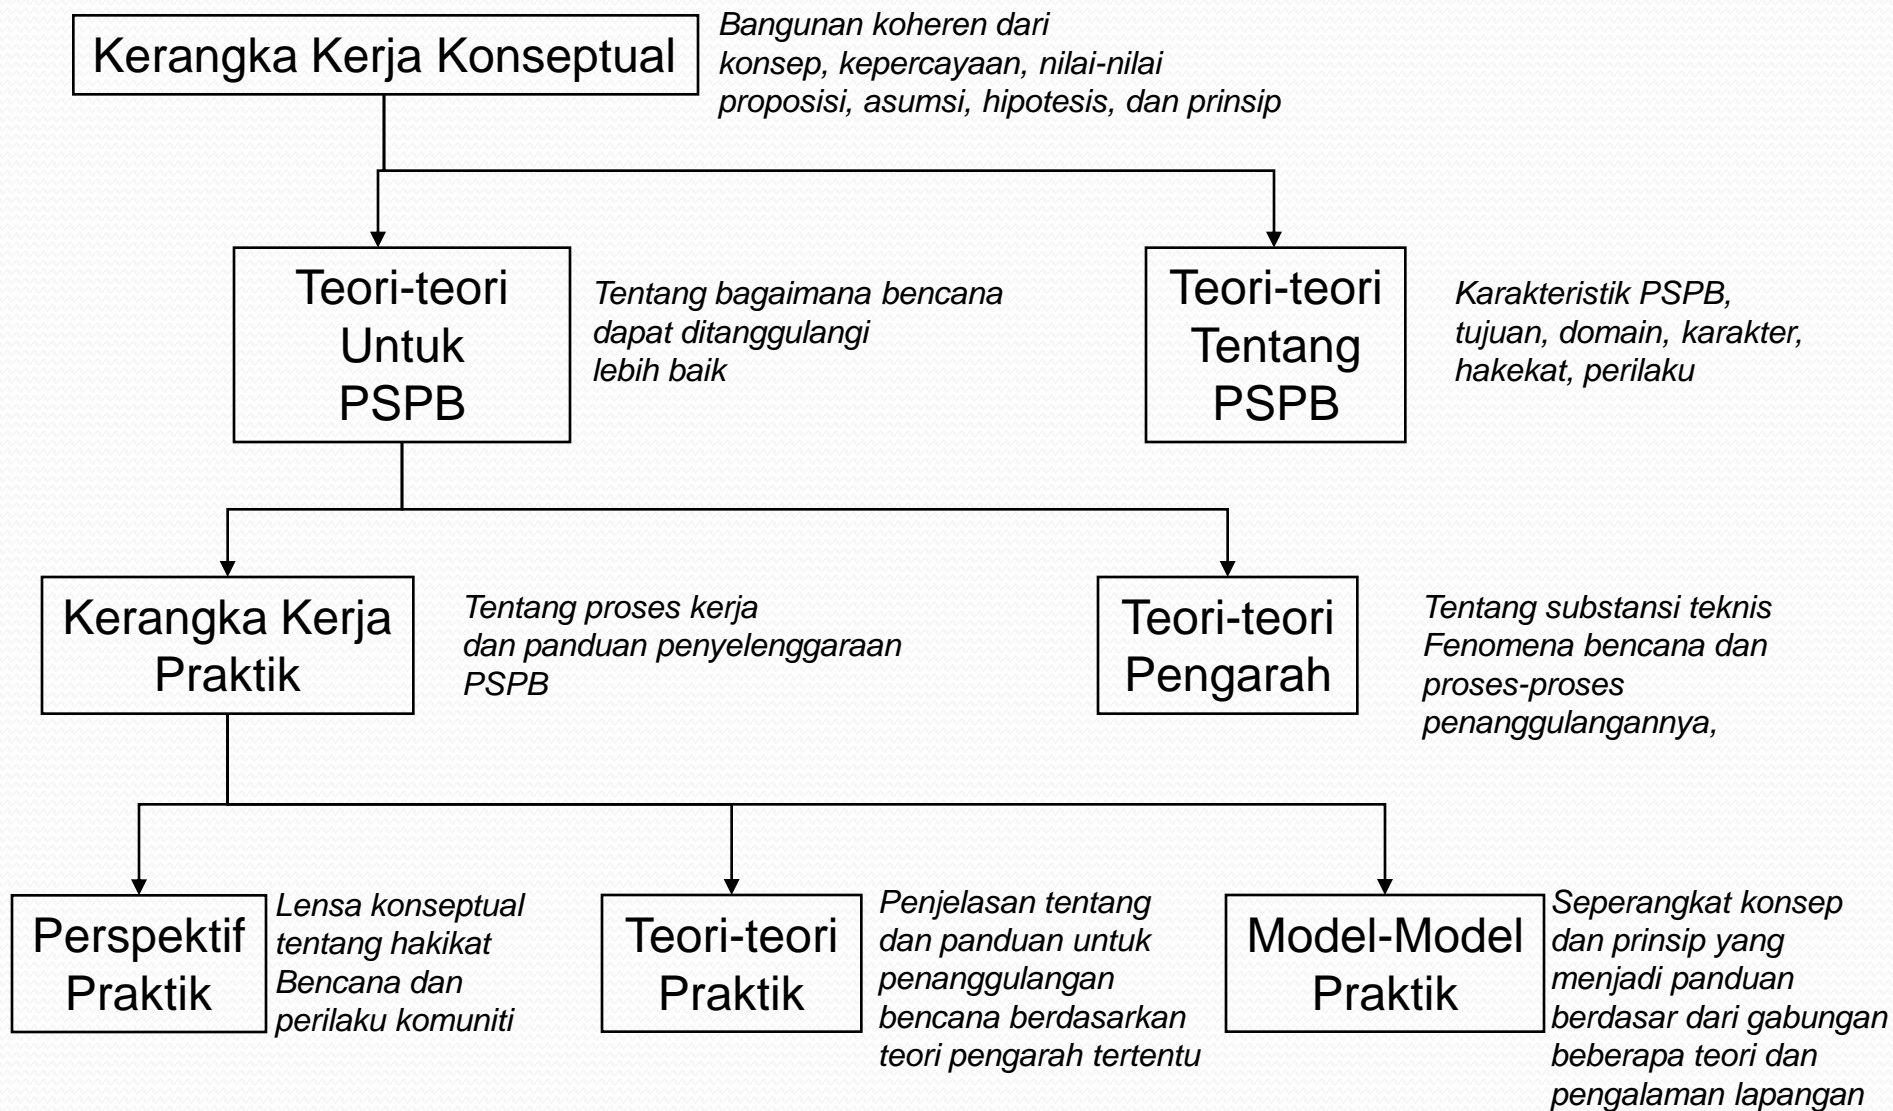 Kerangka Kerja Konseptual
Bangunan koheren dari
konsep, kepercayaan, nilai-nilai
proposisi, asumsi, hipotesis, dan prinsip
Teori-teori
Untuk
PSPB
Tentang bagaimana bencana
dapat ditanggulangi
lebih baik
Teori-teori
Tentang
PSPB
Karakteristik PSPB,
tujuan, domain, karakter,
hakekat, perilaku
Kerangka Kerja
Praktik
Tentang proses kerja
dan panduan penyelenggaraan
PSPB
Teori-teori
Pengarah
Tentang substansi teknis
Fenomena bencana dan
proses-proses
penanggulangannya,
Perspektif
Praktik
Lensa konseptual
tentang hakikat
Bencana dan
perilaku komuniti
Teori-teori
Praktik
Penjelasan tentang
dan panduan untuk
penanggulangan
bencana berdasarkan
teori pengarah tertentu
Model-Model
Praktik
Seperangkat konsep
dan prinsip yang
menjadi panduan
berdasar dari gabungan
beberapa teori dan
pengalaman lapangan